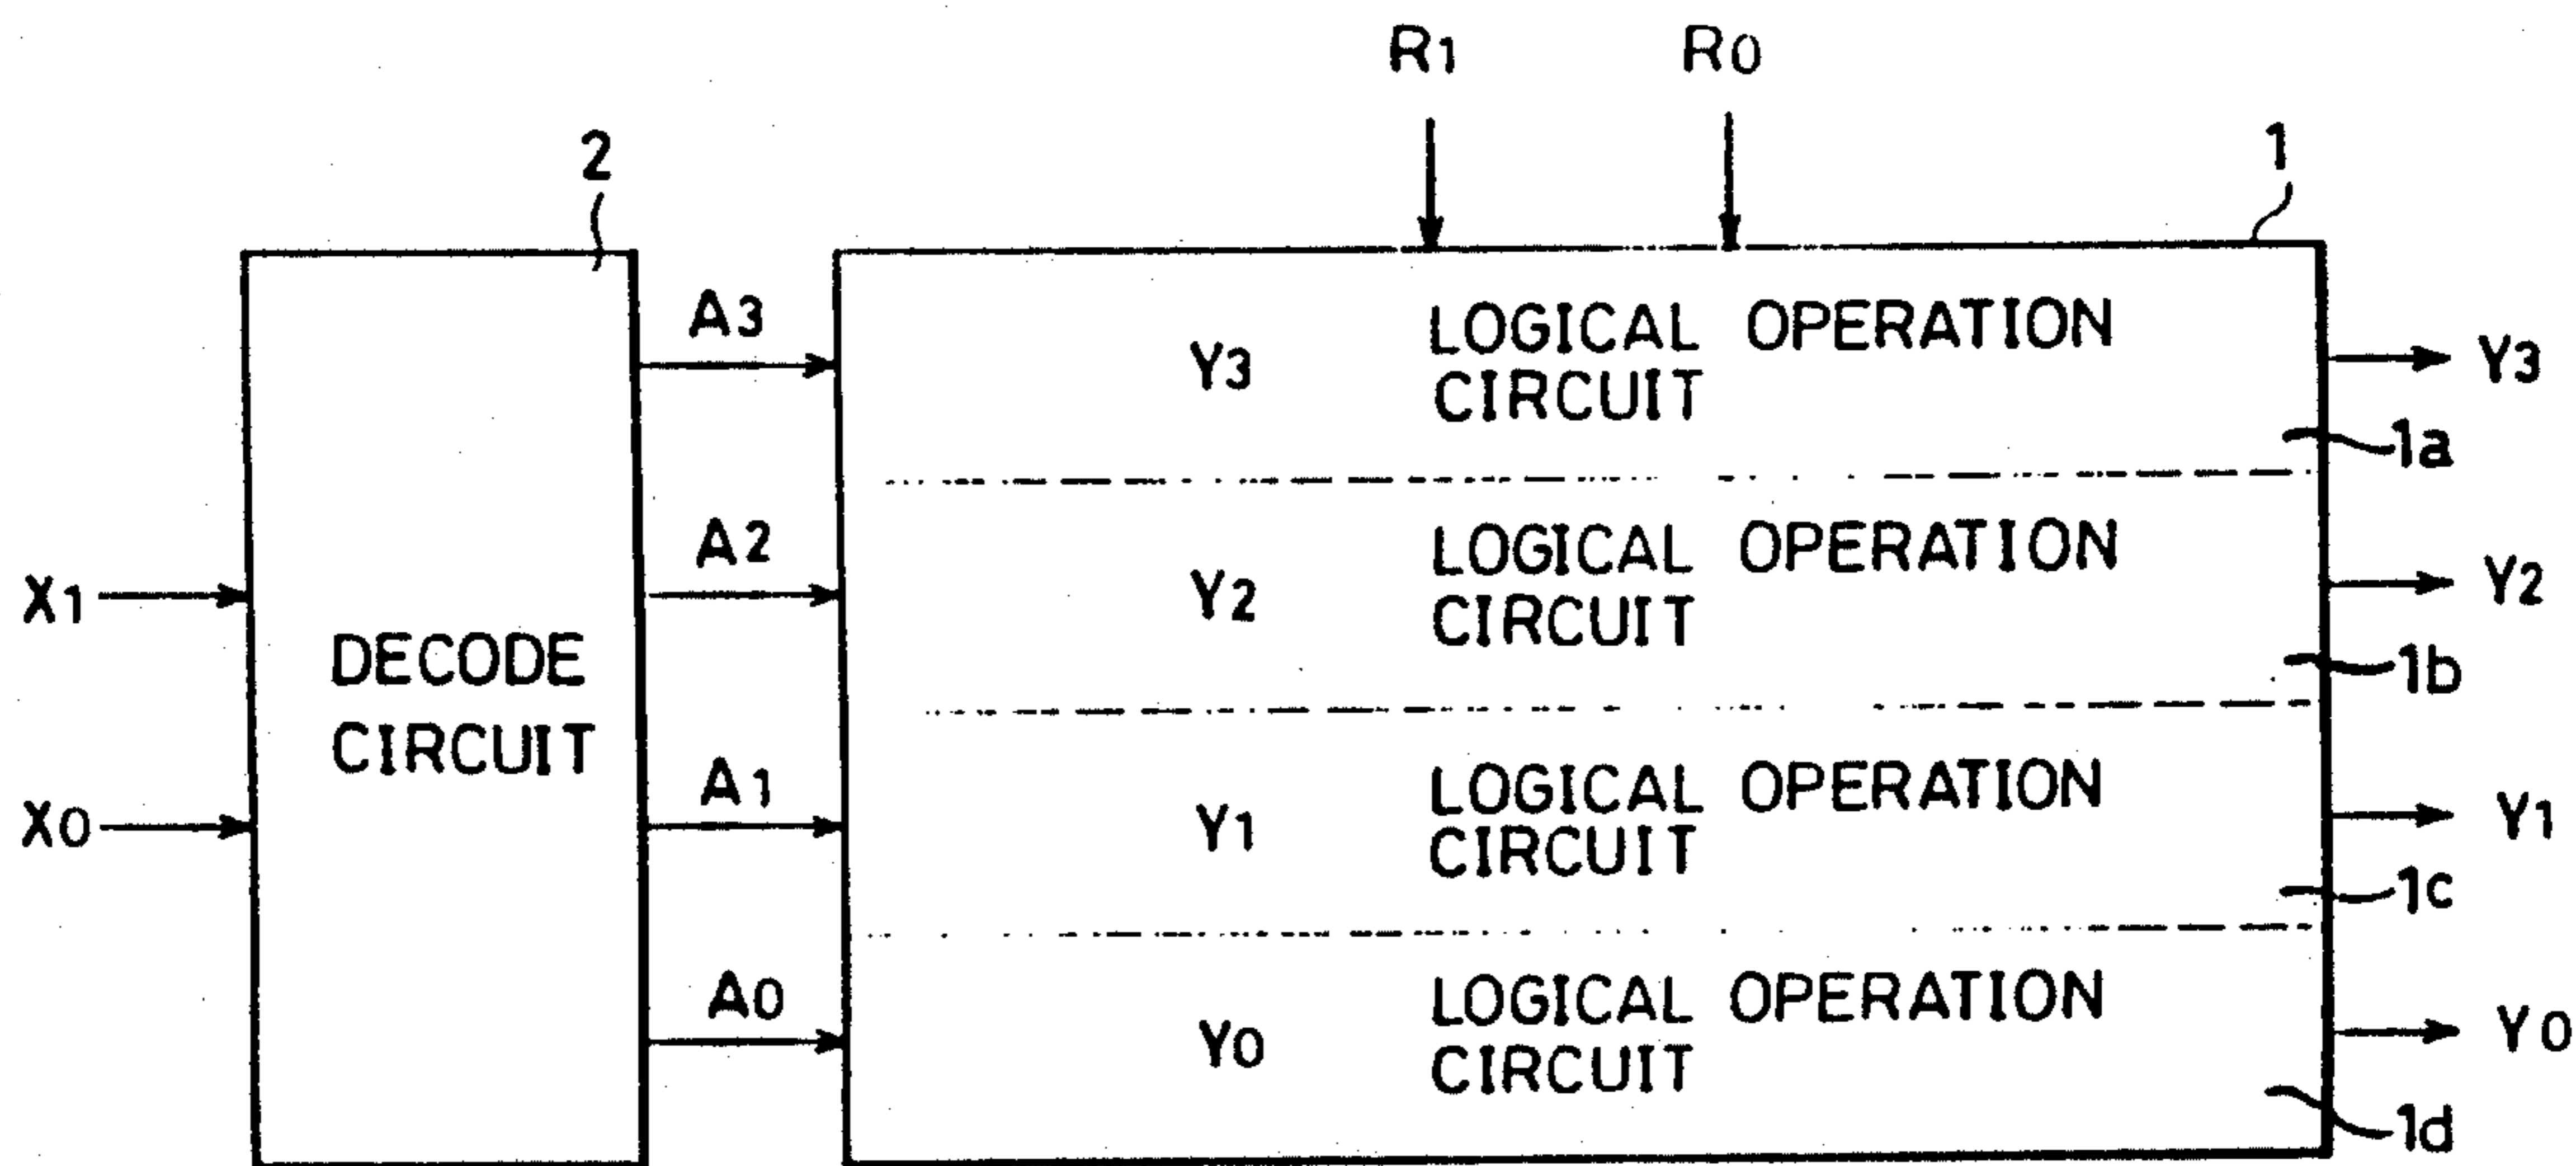 R1 R0
2 1
A3 Y3 LOGICAL OPERATION Y3
CIRCUIT
1a
A2 LOGICAL OPERATION
X1 Y2 CIRCUIT Y2
DECODE 1b
CIRCUIT
A1 LOGICAL OPERATION
X0 Y1 CIRCUIT Y1
1c
A0 LOGICAL OPERATION
Y0 CIRCUIT Y0
1d